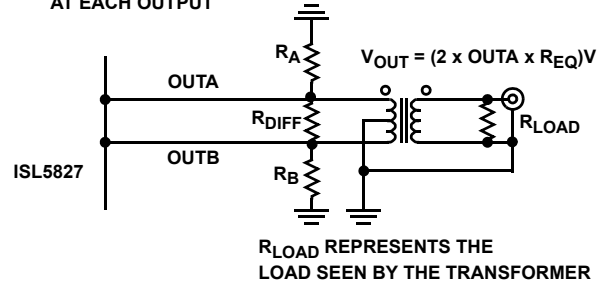 AT EACH OUTPUT
RA
VOUT = (2 x OUTA x REQ)V
OUTA
RDIFF
RLOAD
OUTB
ISL5827
RB
RLOAD REPRESENTS THE
LOAD SEEN BY THE TRANSFORMER